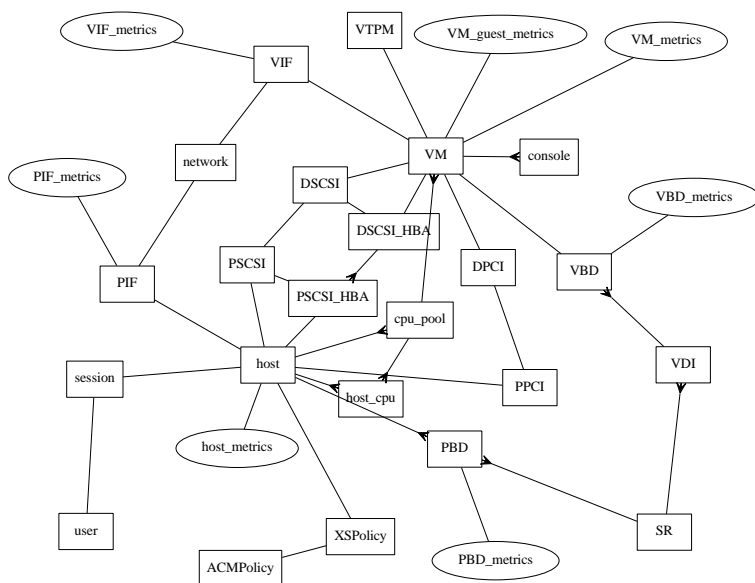 VIF_metrics
VTPM
VM_guest_metrics
VM_metrics
VIF
network
VM
console
PIF_metrics
DSCSI
VBD_metrics
DSCSI_HBA
PSCSI
DPCI
VBD
PIF
PSCSI_HBA
cpu_pool
host
VDI
session
host_cpu
PPCI
host_metrics
PBD
user
XSPolicy
SR
ACMPolicy
PBD_metrics